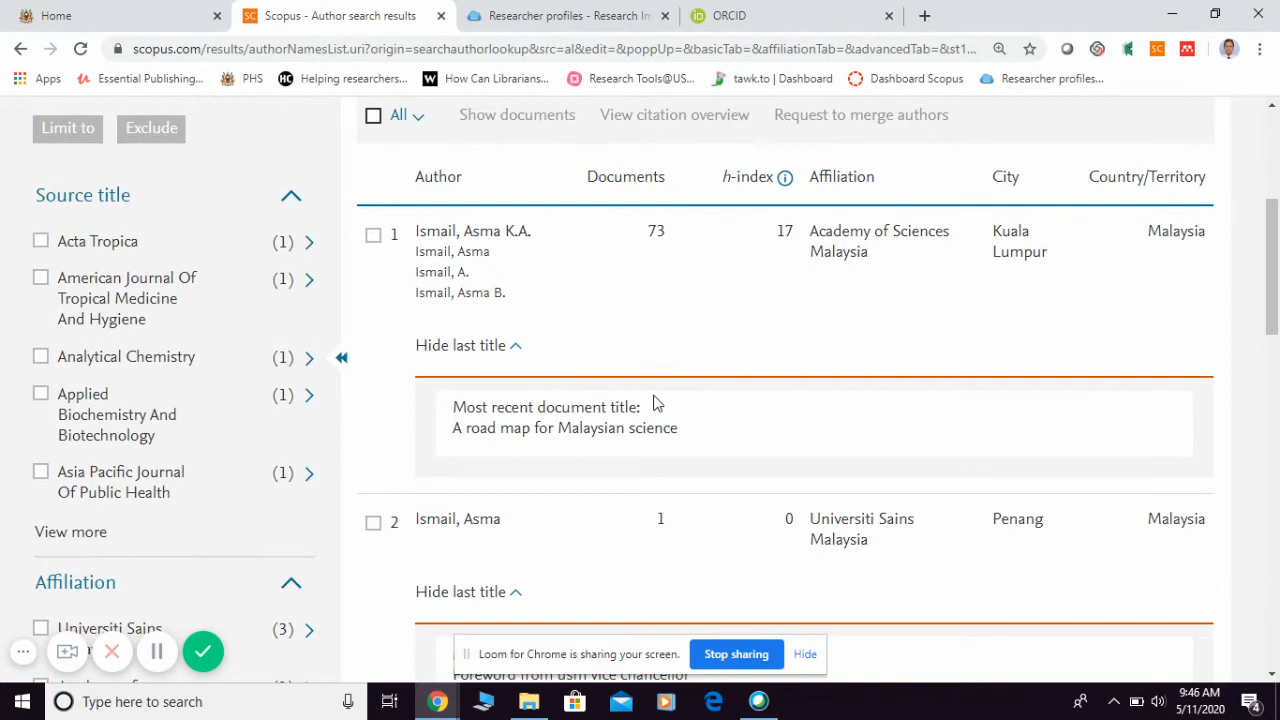 Home
Scopus - Author search results
Researcher profiles - Research Im
ORCID
scopus.com/results/authorNamesList.uri?origin=searchauthorlookup&src=al&edit=&poppUp=&basicTab=&affiliationTab=&advancedTab=&st1...
Apps
Essential Publishing...
PHS
Helping researchers...
How Can Librarians...
Research Tools@US...
tawk.to | Dashboard
Dashboard Scopus
Researcher profiles...
Limit to
Exclude
All
Show documents
View citation overview
Request to merge authors
Source title
Acta Tropica (1)
American Journal Of (1)
Tropical Medicine
And Hygiene
Analytical Chemistry (1)
Applied (1)
Biochemistry And
Biotechnology
Asia Pacific Journal (1)
Of Public Health
View more
Affiliation
Universiti Sains (3)
Author Documents h-index Affiliation City Country/Territory
1 Ismail, Asma K.A. 73 17 Academy of Sciences Kuala Malaysia
Ismail, Asma Malaysia Lumpur
Ismail, A.
Ismail, Asma B.
Hide last title
Most recent document title:
A road map for Malaysian science
2 Ismail, Asma 1 0 Universiti Sains Penang Malaysia
Malaysia
Hide last title
Loom for Chrome is sharing your screen.
Stop sharing
Hide
Foreword from usm vice chancellor
Type here to search
9:46 AM
5/11/2020
4